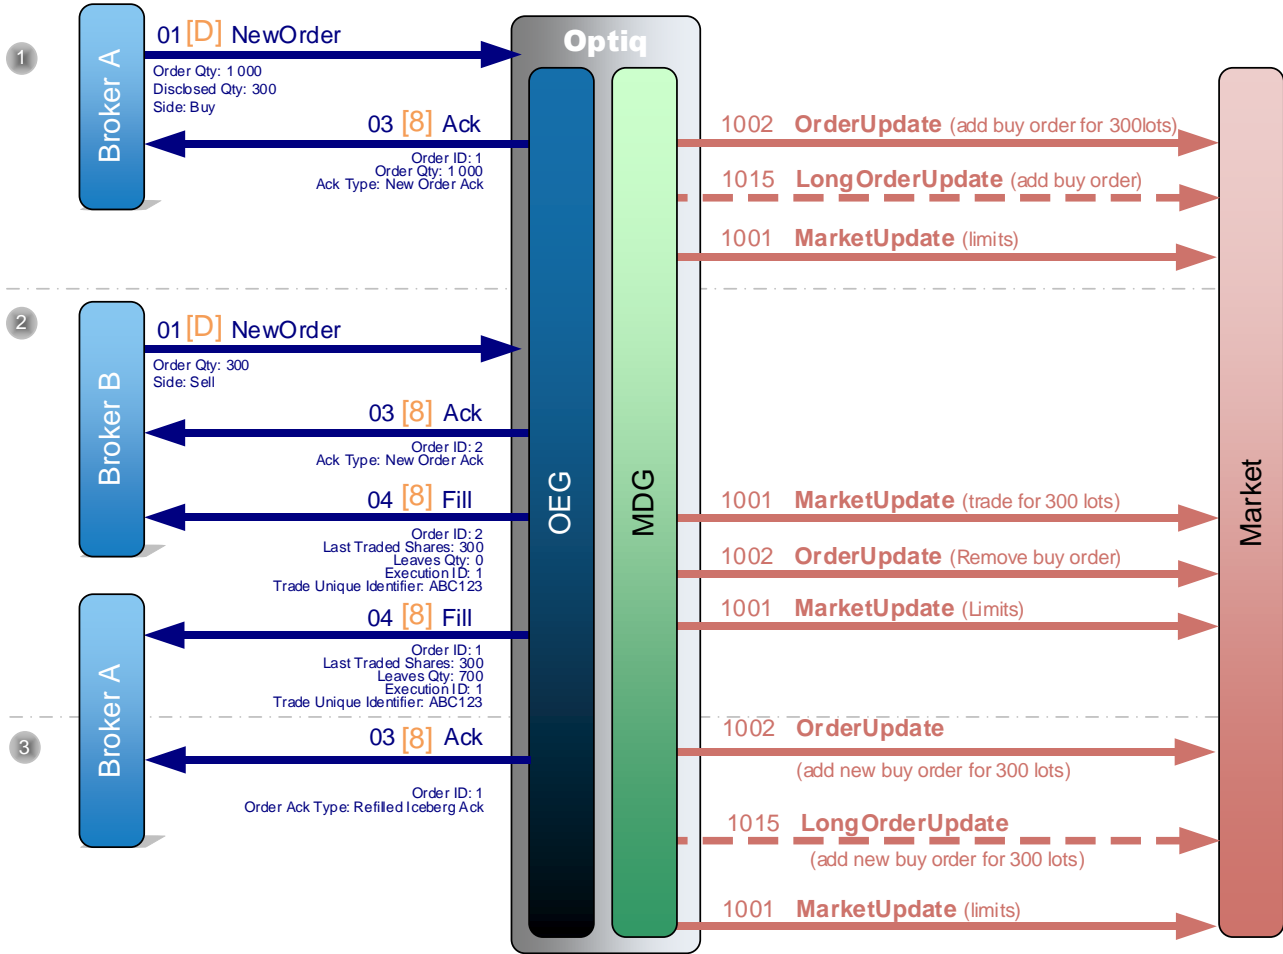 Optiq
1
Broker A
01 [D] NewOrder
Order Qty: 1 000
Disclosed Qty: 300
Side: Buy
03 [8] Ack
Order ID: 1
Order Qty: 1 000
Ack Type: New Order Ack
1002 OrderUpdate (add buy order for 300lots)
1015 LongOrderUpdate (add buy order)
1001 MarketUpdate (limits)
2
Broker B
01 [D] NewOrder
Order Qty: 300
Side: Sell
03 [8] Ack
Order ID: 2
Ack Type: New Order Ack
04 [8] Fill
Order ID: 2
Last Traded Shares: 300
Leaves Qty: 0
Execution ID: 1
Trade Unique Identifier: ABC123
OEG
MDG
Market
1001 MarketUpdate (trade for 300 lots)
1002 OrderUpdate (Remove buy order)
1001 MarketUpdate (Limits)
Broker A
04 [8] Fill
Order ID: 1
Last Traded Shares: 300
Leaves Qty: 700
Execution ID: 1
Trade Unique Identifier: ABC123
3
03 [8] Ack
Order ID: 1
Order Ack Type: Refilled Iceberg Ack
1002 OrderUpdate
(add new buy order for 300 lots)
1015 LongOrderUpdate
(add new buy order for 300 lots)
1001 MarketUpdate (limits)